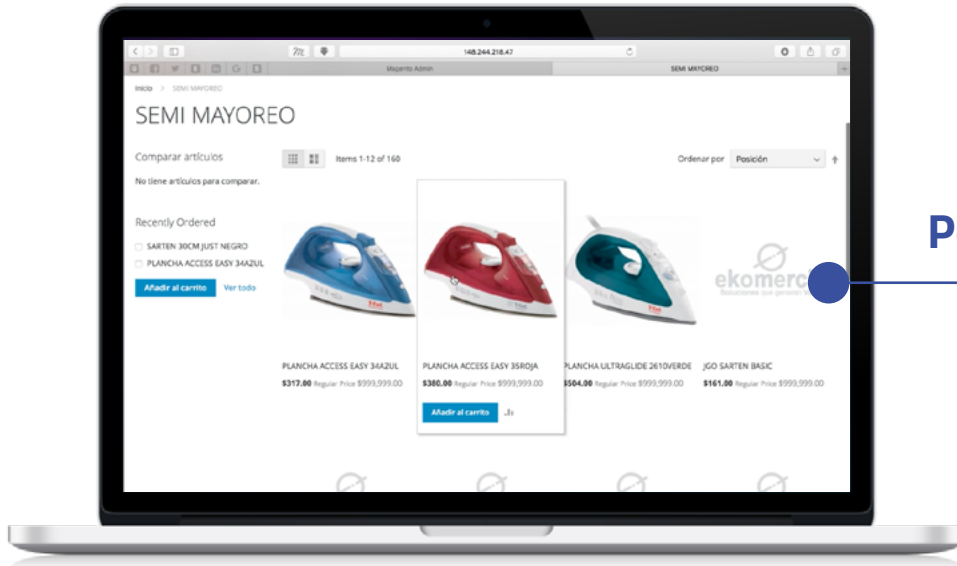 148.244.218.47
Magento Admin
SEMI MAYOREO
Inicio > SEMI MAYOREO
SEMI MAYOREO
Comparar artículos
Items 1-12 of 160
Ordenar por Posición
No tiene artículos para comparar.
Recently Ordered
SARTEN 30CM JUST NEGRO
PLANCHA ACCESS EASY 34AZUL
Añadir al carrito Ver todo
ekomerc
Soluciones que generan
P
PLANCHA ACCESS EASY 34AZUL
$317.00 Regular Price $999,999.00
PLANCHA ACCESS EASY 35ROJA
$380.00 Regular Price $999,999.00
Añadir al carrito
PLANCHA ULTRAGLIDE 2610VERDE
$504.00 Regular Price $999,999.00
JGO SARTEN BASIC
$161.00 Regular Price $999,999.00